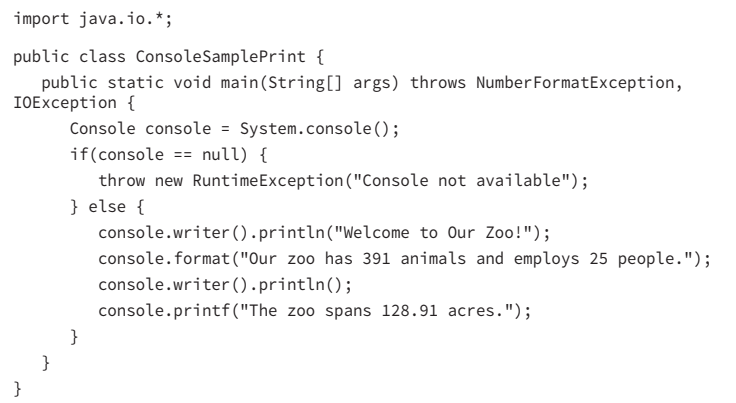 import java.io.*;
public class ConsoleSamplePrint {
   public static void main(String[] args) throws NumberFormatException,
IOException {
      Console console = System.console();
      if(console == null) {
         throw new RuntimeException("Console not available");
      } else {
         console.writer().println("Welcome to Our Zoo!");
         console.format("Our zoo has 391 animals and employs 25 people.");
         console.writer().println();
         console.printf("The zoo spans 128.91 acres.");
      }
   }
}